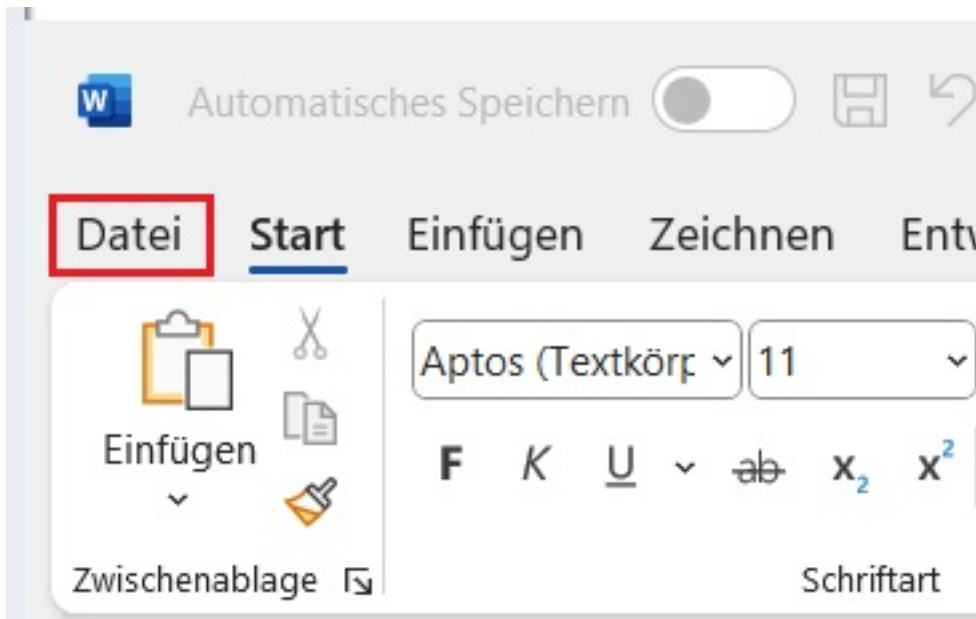 W Automatisches Speichern
Datei Start Einfügen Zeichnen
Aptos (Textkörp 11
Einfügen
F K U ab x₂ x²
Zwischenablage Schriftart